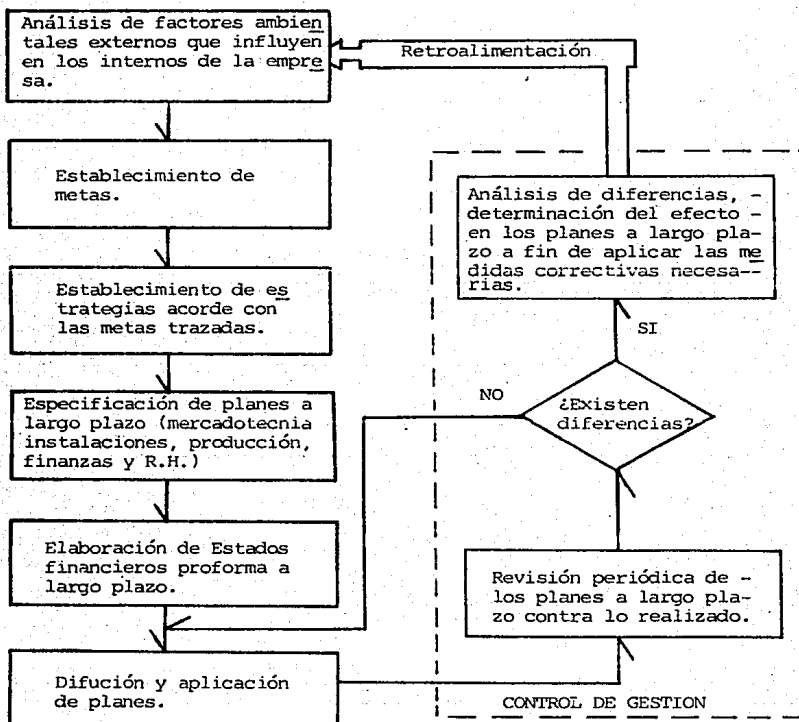 Análisis de factores ambien
tales externos que influyen
en los internos de la empre
sa.
Retroalimentación
Establecimiento de
metas.
Análisis de diferencias, -
determinación del efecto -
en los planes a largo pla-
zo a fin de aplicar las me
didas correctivas necesa--
rias.
Establecimiento de es
trategias acorde con
las metas trazadas.
SI
NO
¿Existen
diferencias?
Especificación de planes a
largo plazo (mercadotecnia
instalaciones, producción,
finanzas y R.H.)
Elaboración de Estados
financieros proforma a
largo plazo.
Revisión periódica de -
los planes a largo pla-
zo contra lo realizado.
Difución y aplicación
de planes.
CONTROL DE GESTION